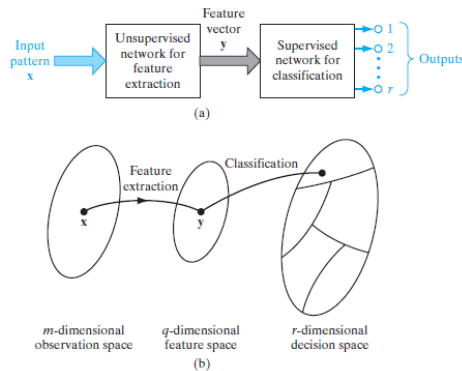 Input
pattern
x
Unsupervised
network for
feature
extraction
Feature
vector
y
Supervised
network for
classification
1
2
r
Outputs
(a)
Feature
extraction
Classification
x
y
m-dimensional
observation space
q-dimensional
feature space
r-dimensional
decision space
(b)